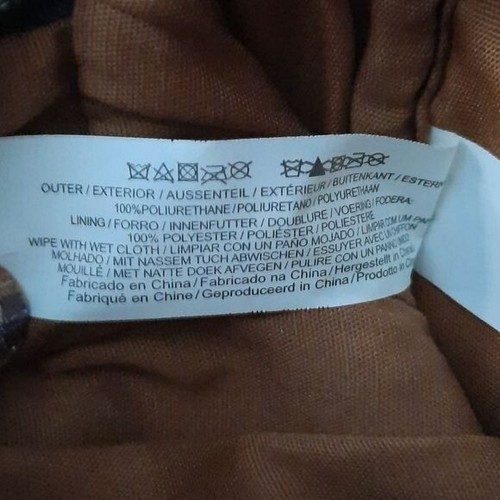 OUTER / EXTERIOR / AUSSENTEIL / EXTÉRIEUR / BUITENKANT / ESTERN
100%POLIURETHANE / POLIURETANO / POLYURETHAAN
LINING / FORRO / INNENFUTTER / DOUBLURE / VOERING / FODERA:
100% POLYESTER / POLIÉSTER / POLIESTERE
WIPE WITH WET CLOTH / LIMPIAR CON UN PAÑO MOJADO / LIMPAR COM UM PAN
MOLHADO / MIT NASSEM TUCH ABWISCHEN / ESSUYER AVEC UN CHIFFON
MOUILLÉ / MET NATTE DOEK AFVEGEN / PULIRE CON UN PANNO UMIDO
Fabricado en China / Fabricado na China / Hergestellt in China
Fabriqué en Chine / Geproduceerd in China / Prodotto in